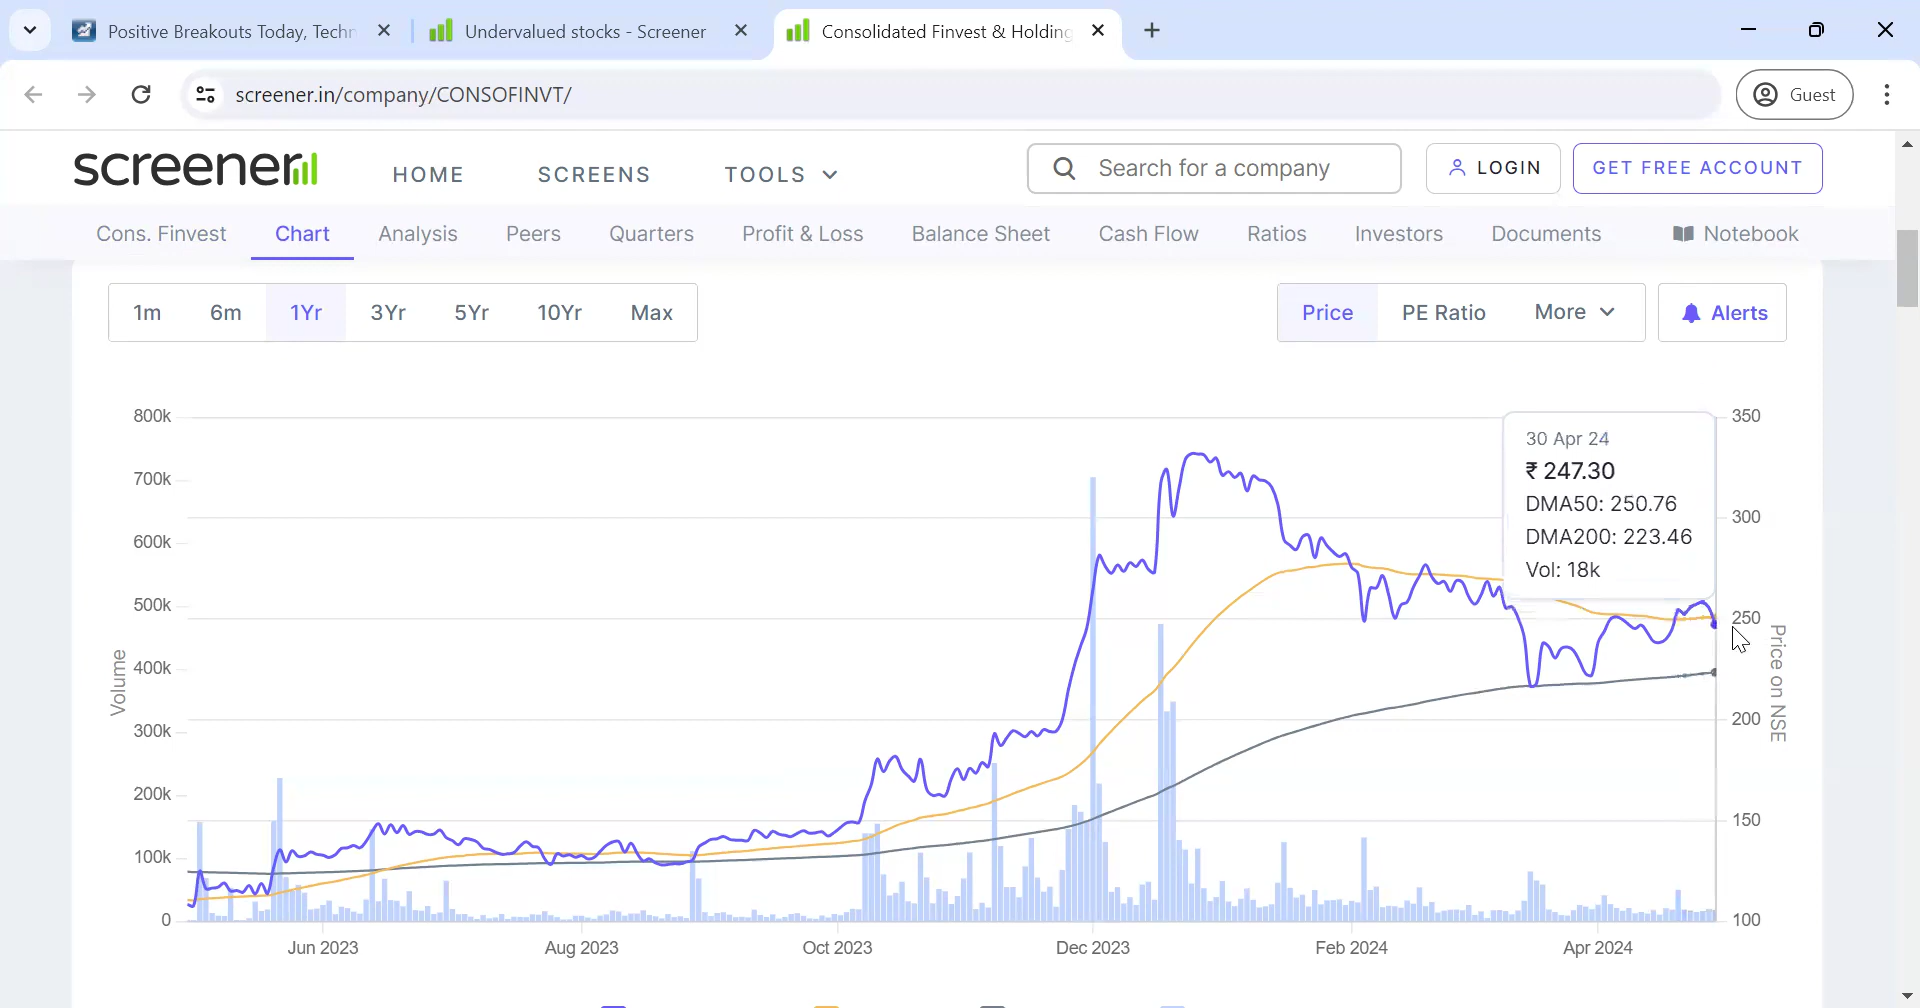 Positive Breakouts Today, Techn
Undervalued stocks - Screener
Consolidated Finvest & Holding
screener.in/company/CONSOFINVT/
Guest
screener
HOME
SCREENS
TOOLS
Search for a company
LOGIN
GET FREE ACCOUNT
Cons. Finvest
Chart
Analysis
Peers
Quarters
Profit & Loss
Balance Sheet
Cash Flow
Ratios
Investors
Documents
Notebook
1m
6m
1Yr
3Yr
5Yr
10Yr
Max
Price
PE Ratio
More
Alerts
800k
700k
600k
500k
400k
300k
200k
100k
0
Volume
30 Apr 24
₹ 247.30
DMA50: 250.76
DMA200: 223.46
Vol: 18k
350
300
250
200
150
100
Price on NSE
Jun 2023
Aug 2023
Oct 2023
Dec 2023
Feb 2024
Apr 2024